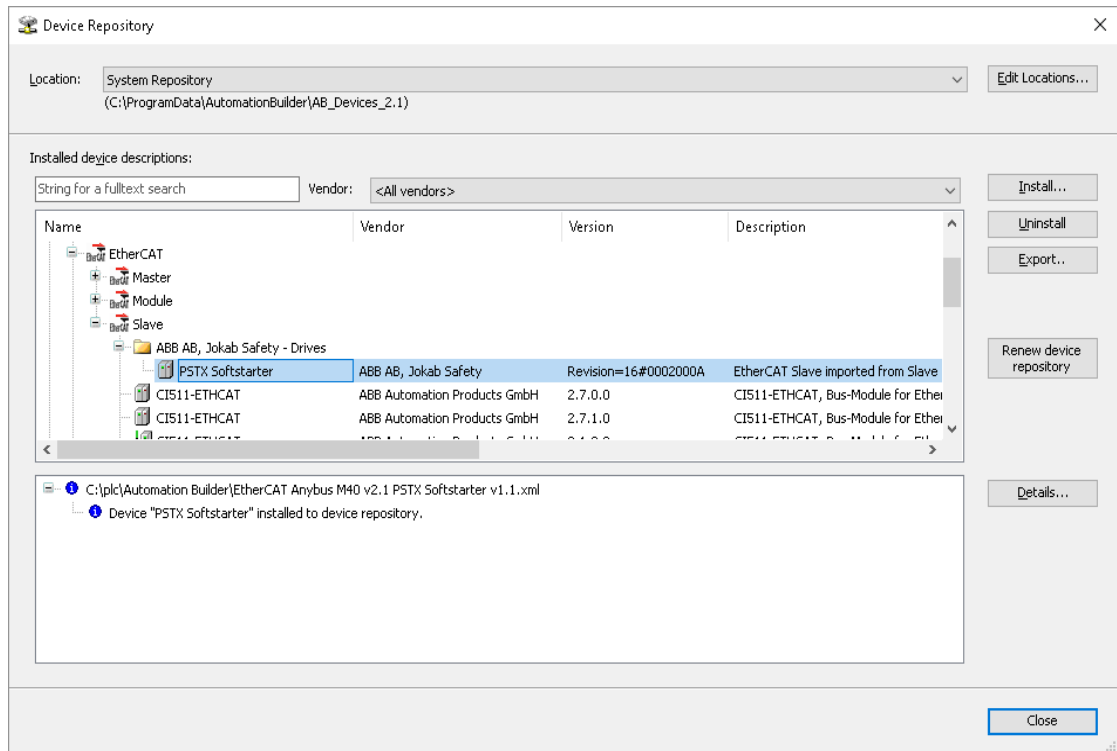 Device Repository
Location: System Repository Edit Locations...
(C:\ProgramData\AutomationBuilder\AB_Devices_2.1)
Installed device descriptions:
String for a fulltext search Vendor: <All vendors> Install...
Name Vendor Version Description Uninstall
EtherCAT Export..
Master
Module
Slave
ABB AB, Jokab Safety - Drives
PSTX Softstarter ABB AB, Jokab Safety Revision=16#0002000A EtherCAT Slave imported from Slave
Renew device
repository
CI511-ETHCAT ABB Automation Products GmbH 2.7.0.0 CI511-ETHCAT, Bus-Module for Ether
CI511-ETHCAT ABB Automation Products GmbH 2.7.1.0 CI511-ETHCAT, Bus-Module for Ether
C:\plc\Automation Builder\EtherCAT Anybus M40 v2.1 PSTX Softstarter v1.1.xml Details...
Device "PSTX Softstarter" installed to device repository.
Close